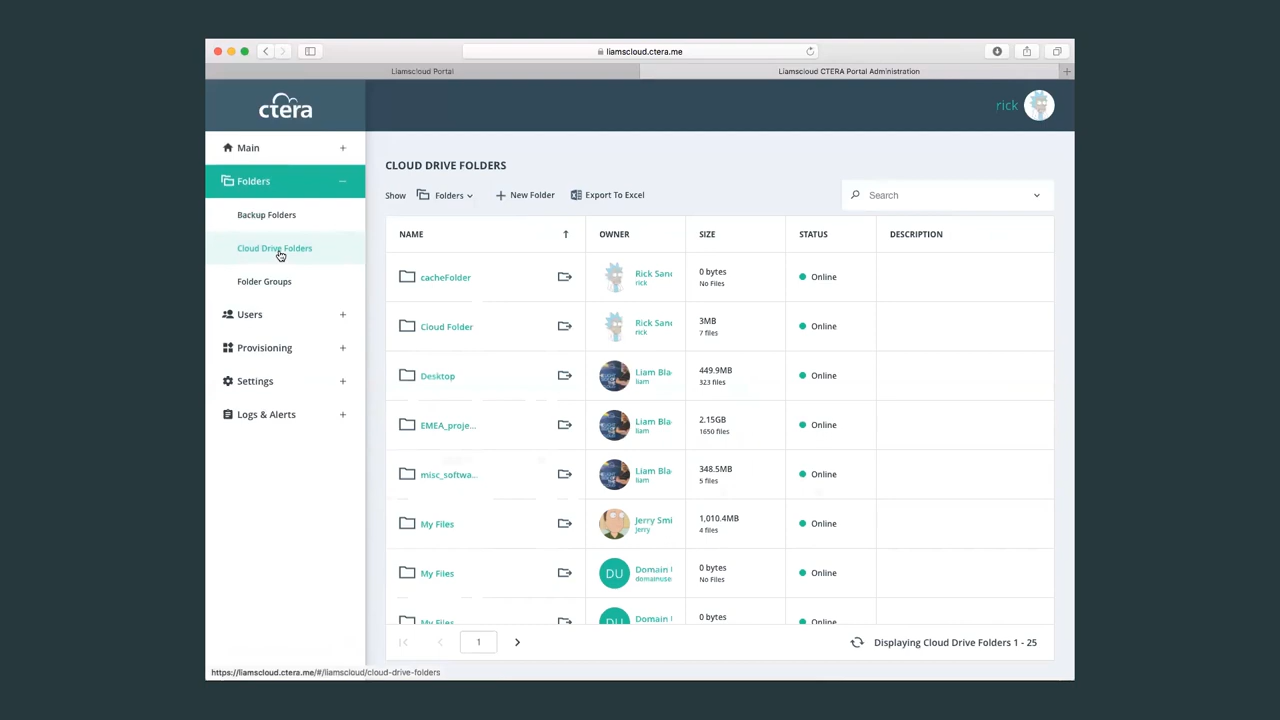 liamscloud.ctera.me
Liamscloud Portal
Liamscloud CTERA Portal Administration
ctera
rick
Main
Folders
Backup Folders
Cloud Drive Folders
Folder Groups
Users
Provisioning
Settings
Logs & Alerts
CLOUD DRIVE FOLDERS
Show Folders New Folder Export To Excel Search
NAME OWNER SIZE STATUS DESCRIPTION
cacheFolder Rick San 0 bytes Online
rick No Files
Cloud Folder Rick San 3MB Online
rick 7 files
Desktop Liam Bla 449.9MB Online
liam 323 files
EMEA_proje... Liam Bla 2.15GB Online
liam 1650 files
misc_softwa... Liam Bla 348.5MB Online
liam 5 files
My Files Jerry Smi 1,010.4MB Online
Jerry 4 files
My Files DU Domain 0 bytes Online
domainuse No Files
My Files DU Domain 0 bytes Online
1 Displaying Cloud Drive Folders 1 - 25
https://liamscloud.ctera.me/#/liamscloud/cloud-drive-folders